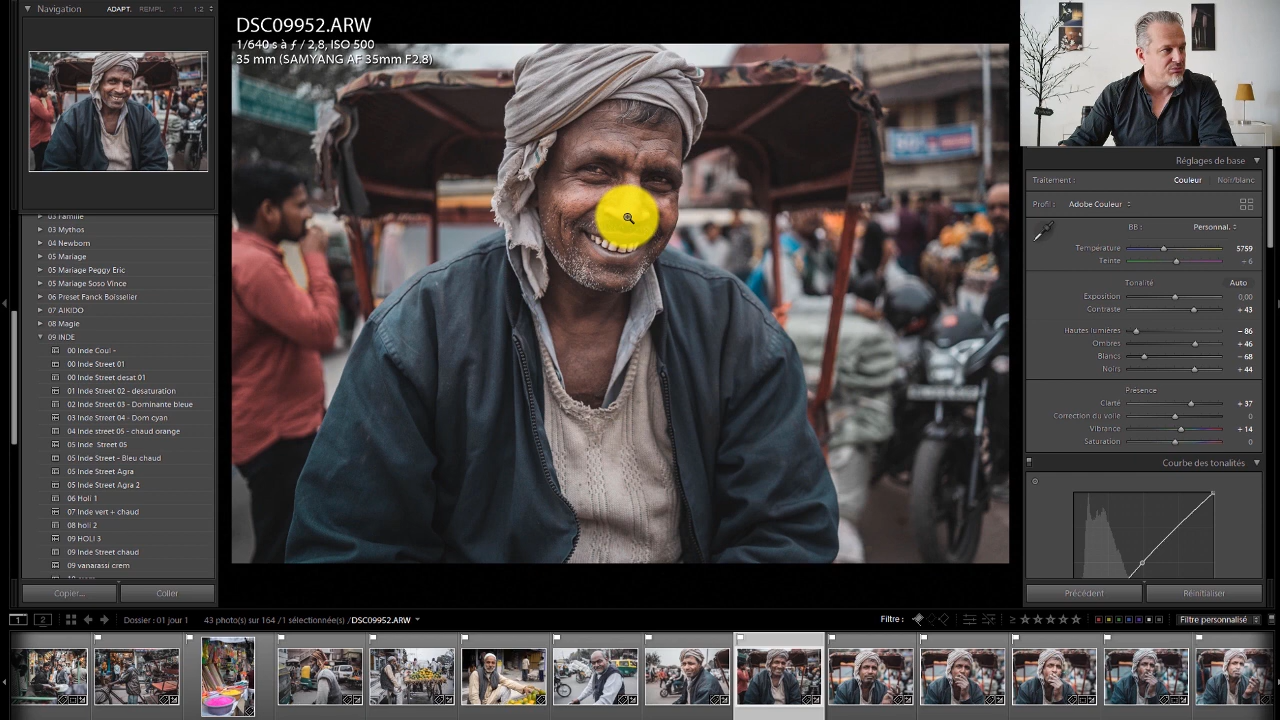 Navigation ADAPT. REMPL. 1:1 1:2
DSC09952.ARW
1/640 s à ƒ / 2,8, ISO 500
35 mm (SAMYANG AF 35mm F2.8)
03 Famille
03 Mythos
04 Newborn
05 Mariage
05 Mariage Peggy Eric
05 Mariage Soso Vince
06 Preset Fanck Boisselier
07 AIKIDO
08 Magie
09 INDE
00 Inde Coul -
00 Inde Street 01
00 Inde Street desat 01
01 Inde Street 02 - desaturation
02 Inde Street 03 - Dominante bleue
03 Inde Street 04 - Dom cyan
04 Inde street 05 - chaud orange
05 Inde Street 05
05 Inde Street - Bleu chaud
05 Inde Street Agra
05 Inde Street Agra 2
06 Holi 1
07 Inde vert + chaud
08 holi 2
09 HOLI 3
09 Inde Street chaud
09 vanarassi crem
Copier... Coller
Réglages de base
Traitement : Couleur Noir/blanc
Profil : Adobe Couleur
BB : Personnal.
Température 5759
Teinte + 6
Tonalité Auto
Exposition 0,00
Contraste + 43
Hautes lumières – 86
Ombres + 46
Blancs – 68
Noirs + 44
Présence
Clarté + 37
Correction du voile 0
Vibrance + 14
Saturation 0
Courbe des tonalités
Précédent Réinitialiser
1 2 Dossier : 01 jour 1 43 photo(s) sur 164 / 1 sélectionnée(s) /DSC09952.ARW Filtre : ≥ Filtre personnalisé